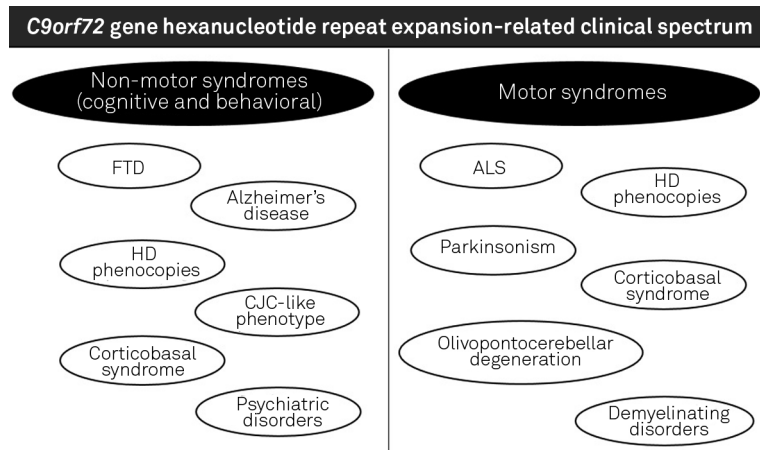 C9orf72 gene hexanucleotide repeat expansion-related clinical spectrum
Non-motor syndromes
(cognitive and behavioral)
FTD
Alzheimer's
disease
HD
phenocopies
CJC-like
phenotype
Corticobasal
syndrome
Psychiatric
disorders
Motor syndromes
ALS
HD
phenocopies
Parkinsonism
Corticobasal
syndrome
Olivopontocerebellar
degeneration
Demyelinating
disorders